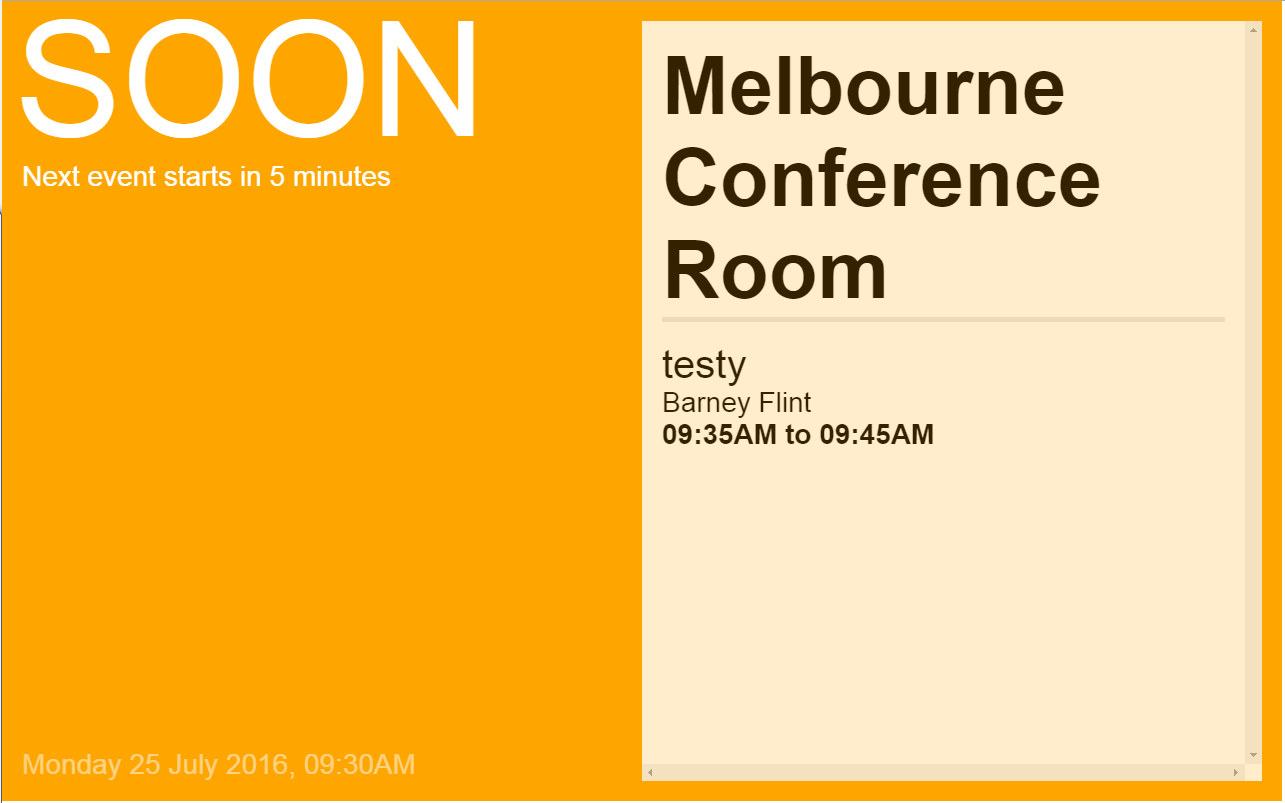 SOON
Next event starts in 5 minutes
Monday 25 July 2016, 09:30AM
Melbourne
Conference
Room
testy
Barney Flint
09:35AM to 09:45AM